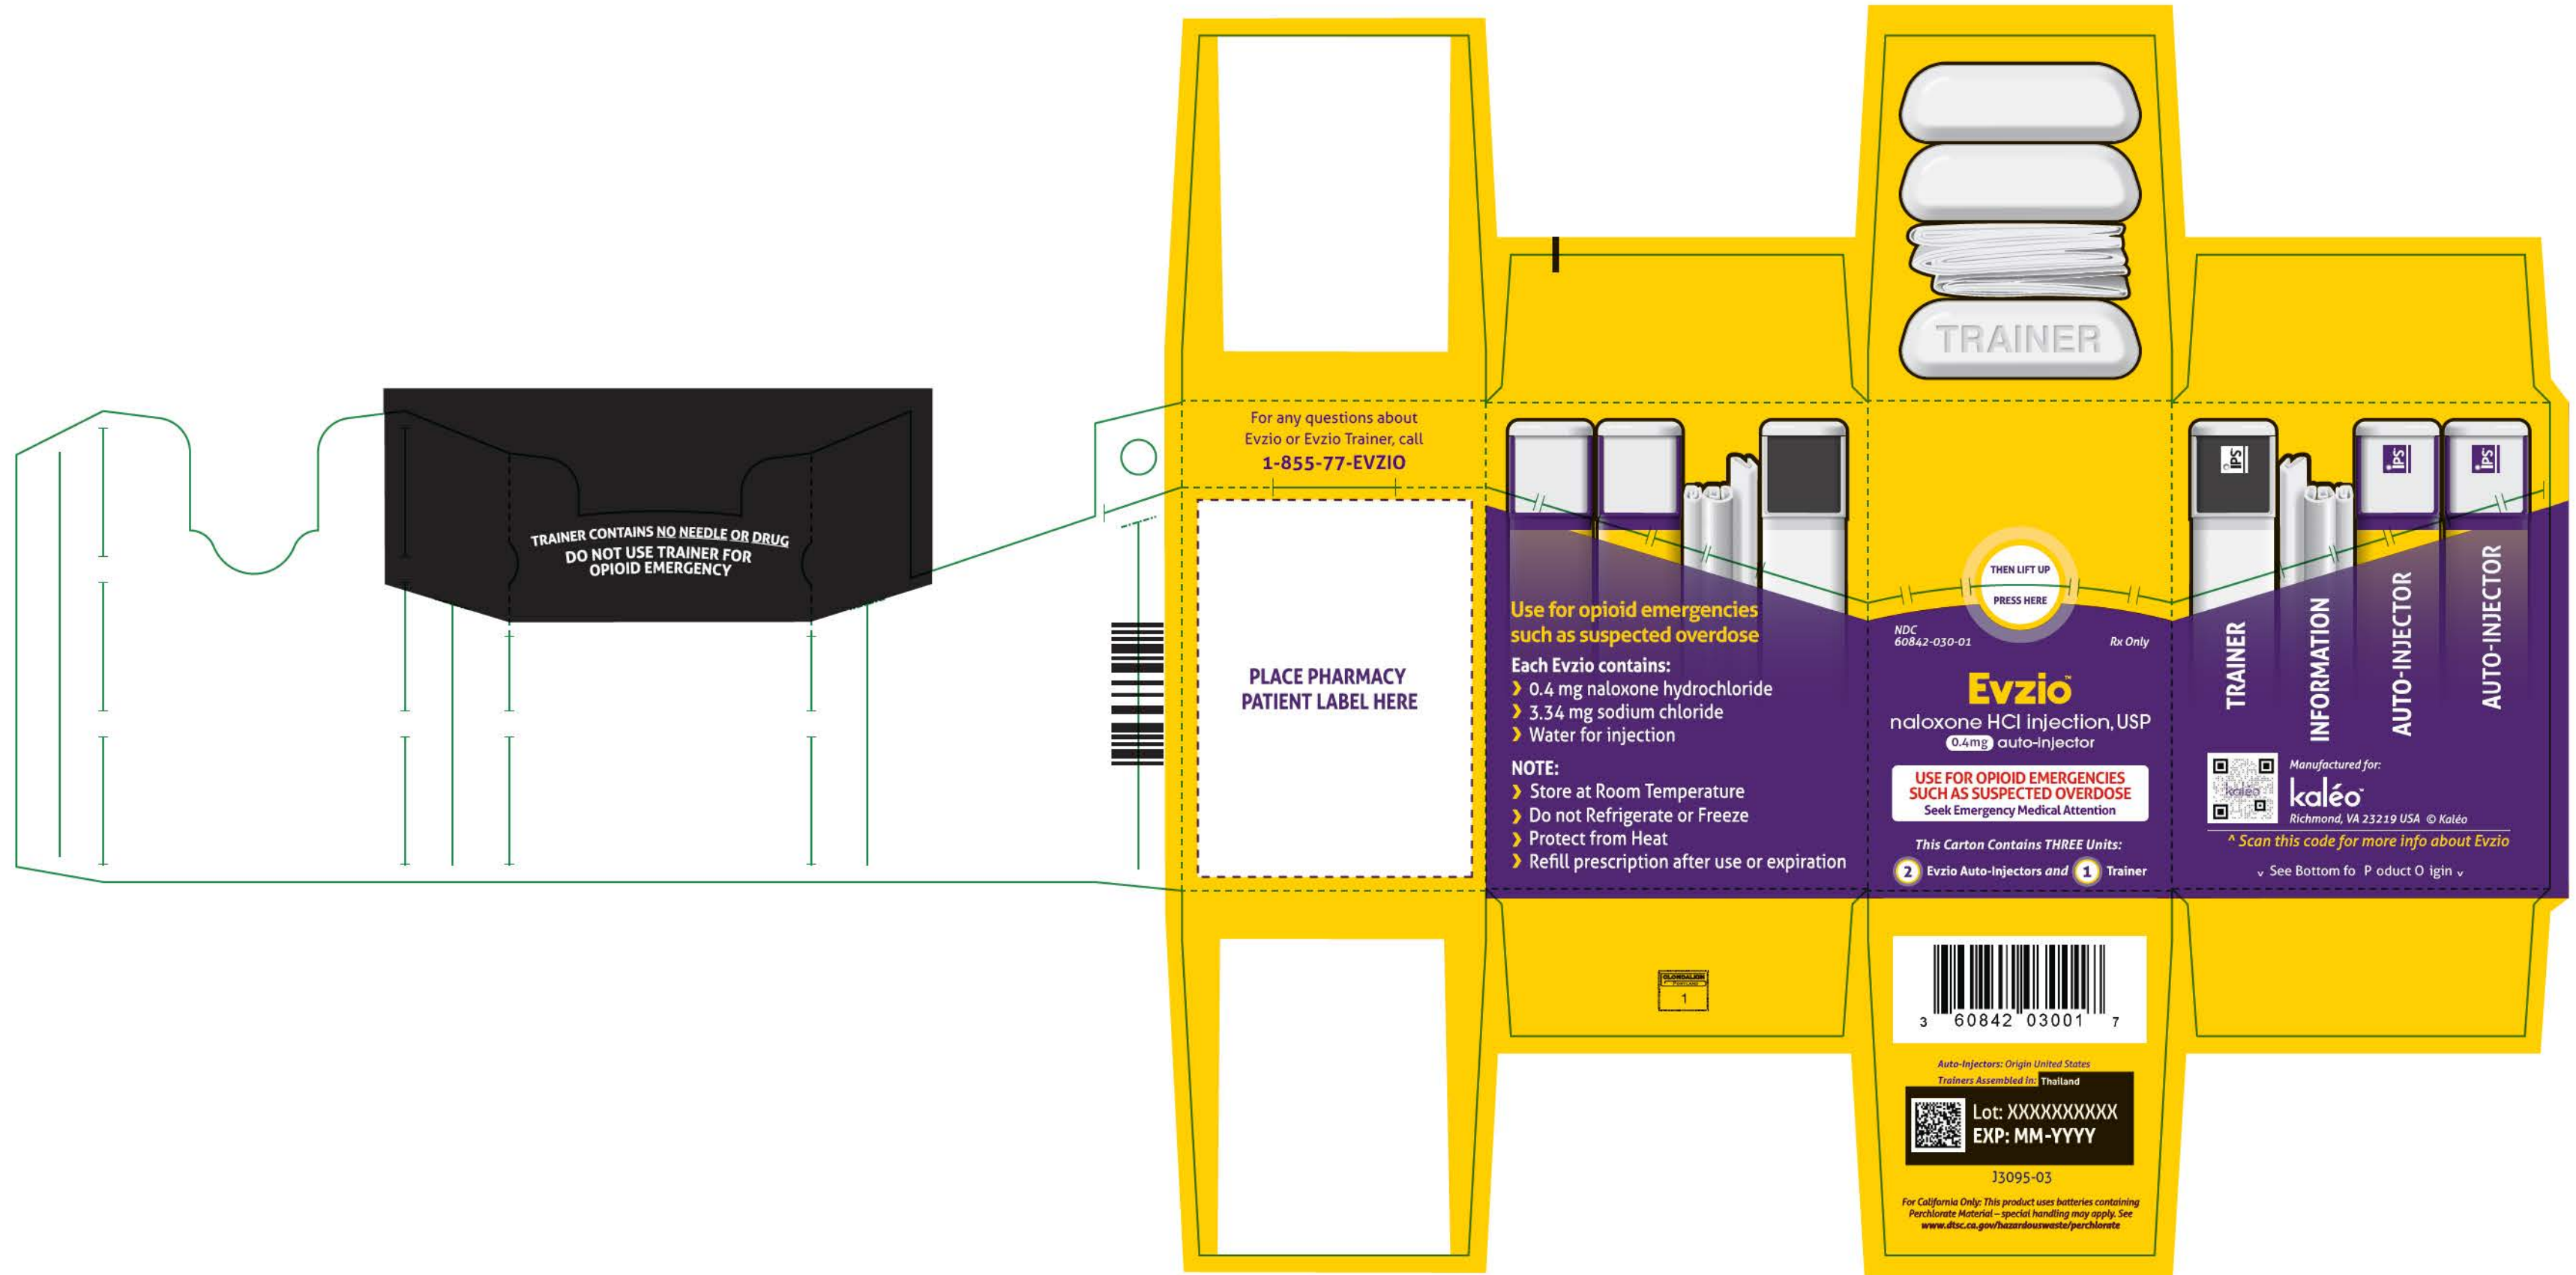 TRAINER CONTAINS NO NEEDLE OR DRUG
DO NOT USE TRAINER FOR
OPIOID EMERGENCY
For any questions about
Evzio or Evzio Trainer, call
1-855-77-EVZIO
PLACE PHARMACY
PATIENT LABEL HERE
Use for opioid emergencies
such as suspected overdose
Each Evzio contains:
❯ 0.4 mg naloxone hydrochloride
❯ 3.34 mg sodium chloride
❯ Water for injection
NOTE:
❯ Store at Room Temperature
❯ Do not Refrigerate or Freeze
❯ Protect from Heat
❯ Refill prescription after use or expiration
1
TRAINER
THEN LIFT UP
PRESS HERE
NDC
60842-030-01
Rx Only
Evzio™
naloxone HCl injection, USP
0.4mg auto-injector
USE FOR OPIOID EMERGENCIES
SUCH AS SUSPECTED OVERDOSE
Seek Emergency Medical Attention
This Carton Contains THREE Units:
2 Evzio Auto-Injectors and 1 Trainer
3 60842 03001 7
Auto-Injectors: Origin United States
Trainers Assembled in: Thailand
Lot: XXXXXXXXXX
EXP: MM-YYYY
J3095-03
For California Only: This product uses batteries containing
Perchlorate Material – special handling may apply. See
www.dtsc.ca.gov/hazardouswaste/perchlorate
iPS
iPS
iPS
TRAINER
INFORMATION
AUTO-INJECTOR
AUTO-INJECTOR
kaléo
Manufactured for:
kaléo™
Richmond, VA 23219 USA © Kaléo
^ Scan this code for more info about Evzio
v See Bottom fo P oduct O igin v